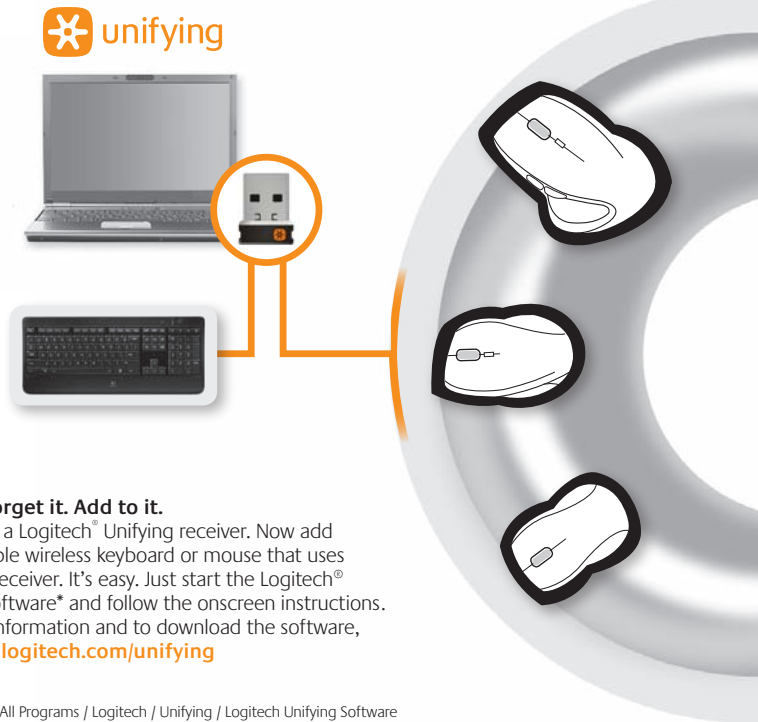 unifying
orget it. Add to it.
a Logitech® Unifying receiver. Now add
ble wireless keyboard or mouse that uses
eceiver. It's easy. Just start the Logitech®
oftware* and follow the onscreen instructions.
nformation and to download the software,
logitech.com/unifying
All Programs / Logitech / Unifying / Logitech Unifying Software